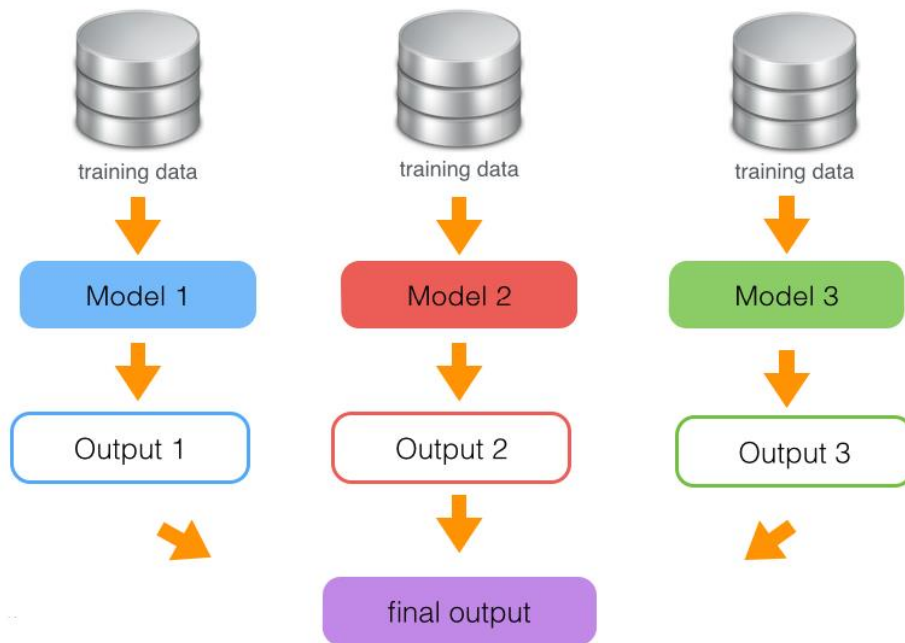 training data
training data
training data
Model 1
Model 2
Model 3
Output 1
Output 2
Output 3
final output